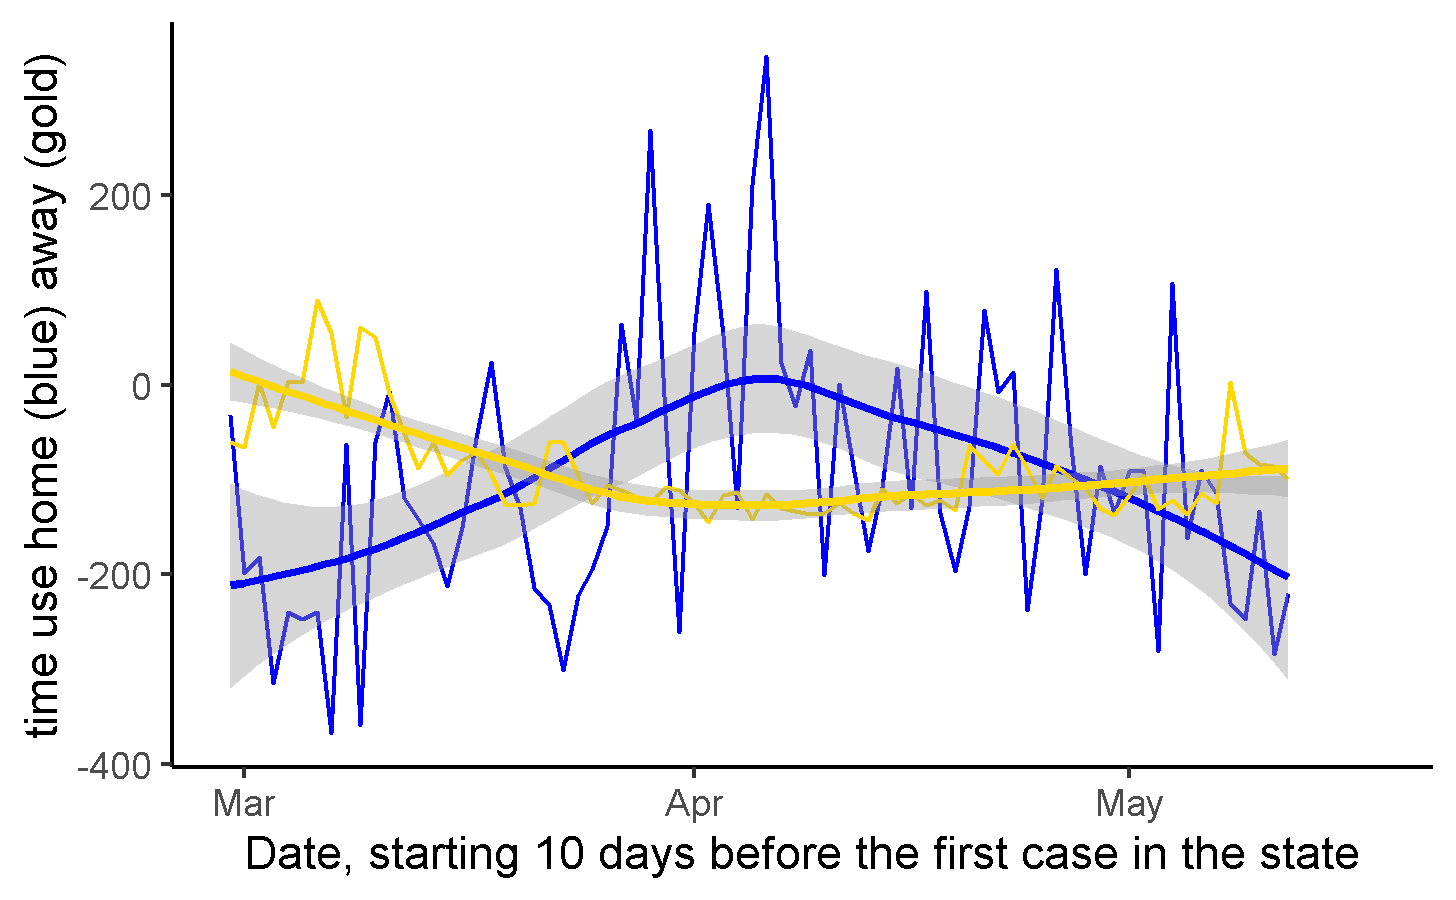 time use home (blue) away (gold)
200
0
-200
-400
Mar Apr May
Date, starting 10 days before the first case in the state